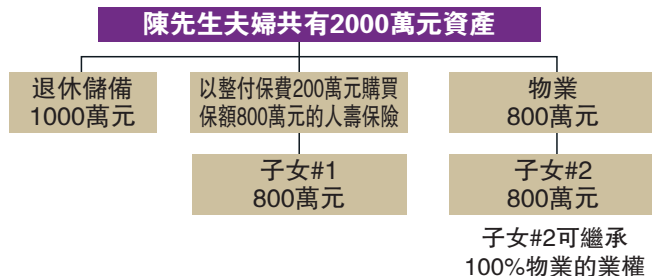 陳先生夫婦共有2000萬元資產
退休儲備
1000萬元
以整付保費200萬元購買
保額800萬元的人壽保險
物業
800萬元
子女#1
800萬元
子女#2
800萬元
子女#2可繼承
100%物業的業權